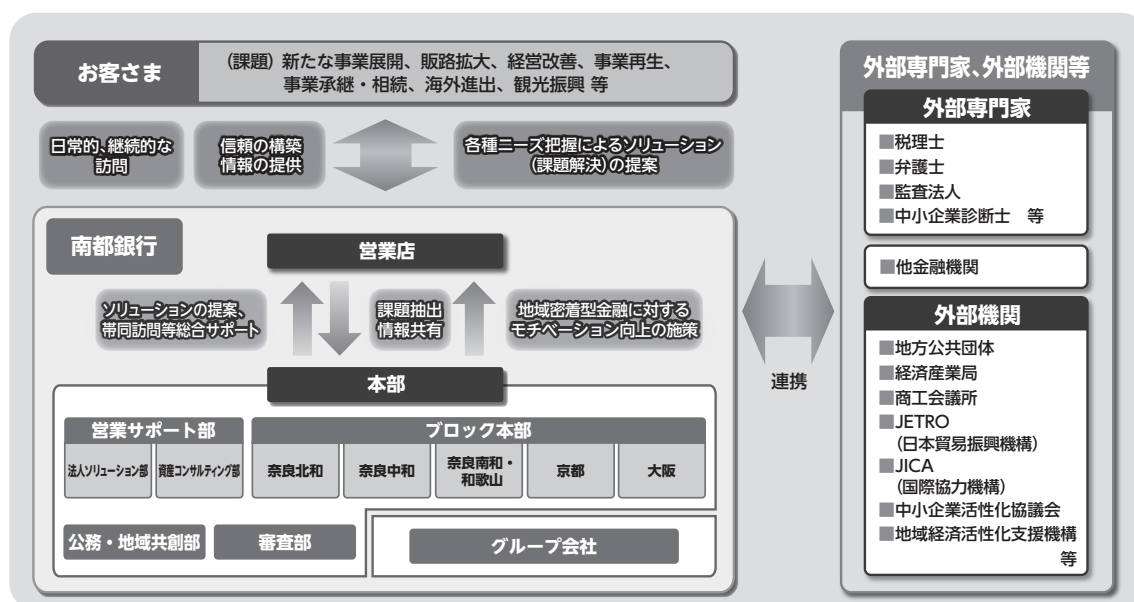 お客さま
(課題) 新たな事業展開、販路拡大、経営改善、事業再生、
事業承継・相続、海外進出、観光振興 等
日常的、継続的な
訪問
信頼の構築
情報の提供
各種ニーズ把握によるソリューション
(課題解決)の提案
南都銀行
営業店
ソリューションの提案、
帯同訪問等総合サポート
課題抽出
情報共有
地域密着型金融に対する
モチベーション向上の施策
本部
営業サポート部
法人ソリューション部
資産コンサルティング部
ブロック本部
奈良北和
奈良中和
奈良南和・
和歌山
京都
大阪
公務・地域共創部
審査部
グループ会社
連携
外部専門家、外部機関等
外部専門家
■税理士
■弁護士
■監査法人
■中小企業診断士 等
■他金融機関
外部機関
■地方公共団体
■経済産業局
■商工会議所
■JETRO
(日本貿易振興機構)
■JICA
(国際協力機構)
■中小企業活性化協議会
■地域経済活性化支援機構
等